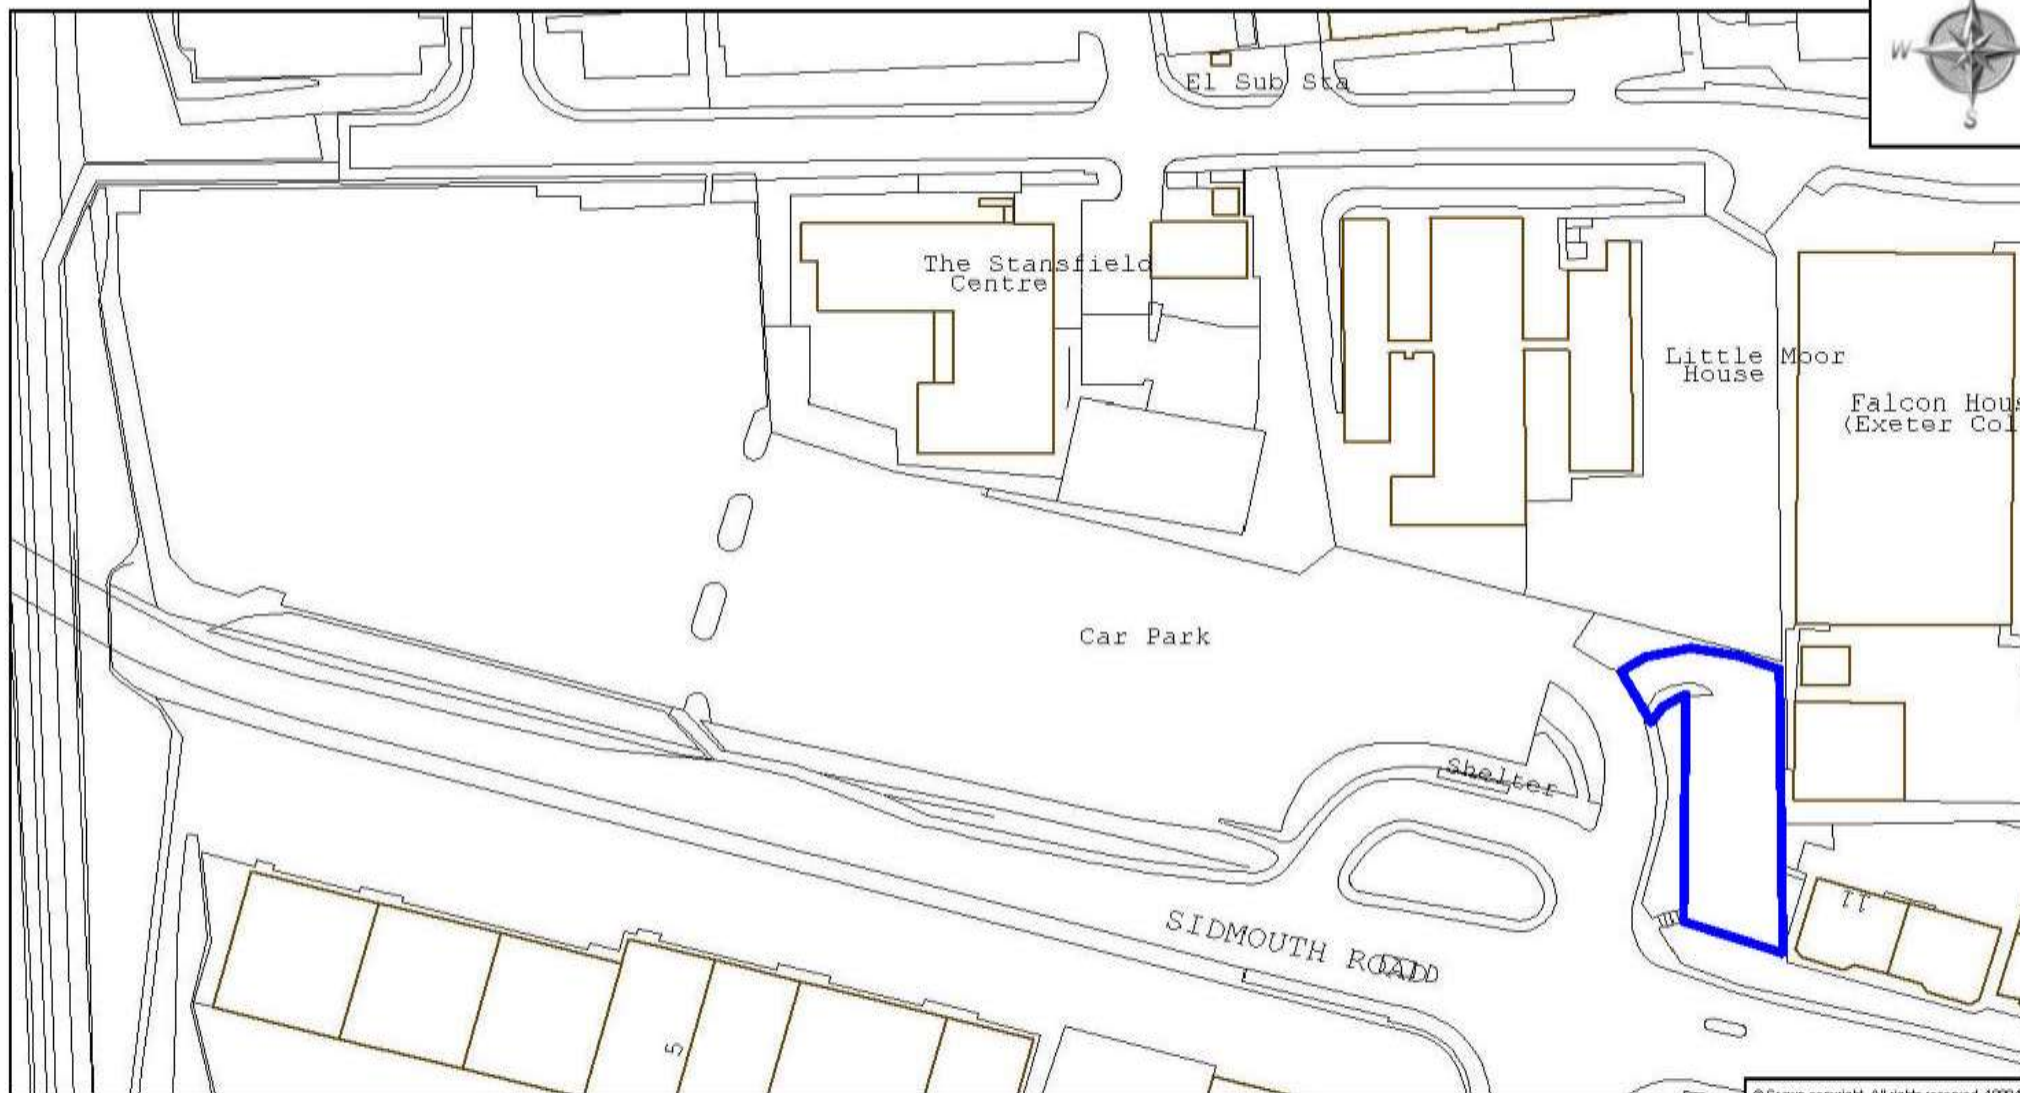 W
S
El Sub Sta
The Stansfield
Centre
Little Moor
House
Falcon Hous
(Exeter Col
Car Park
Shelter
SIDMOUTH ROAD
11
5